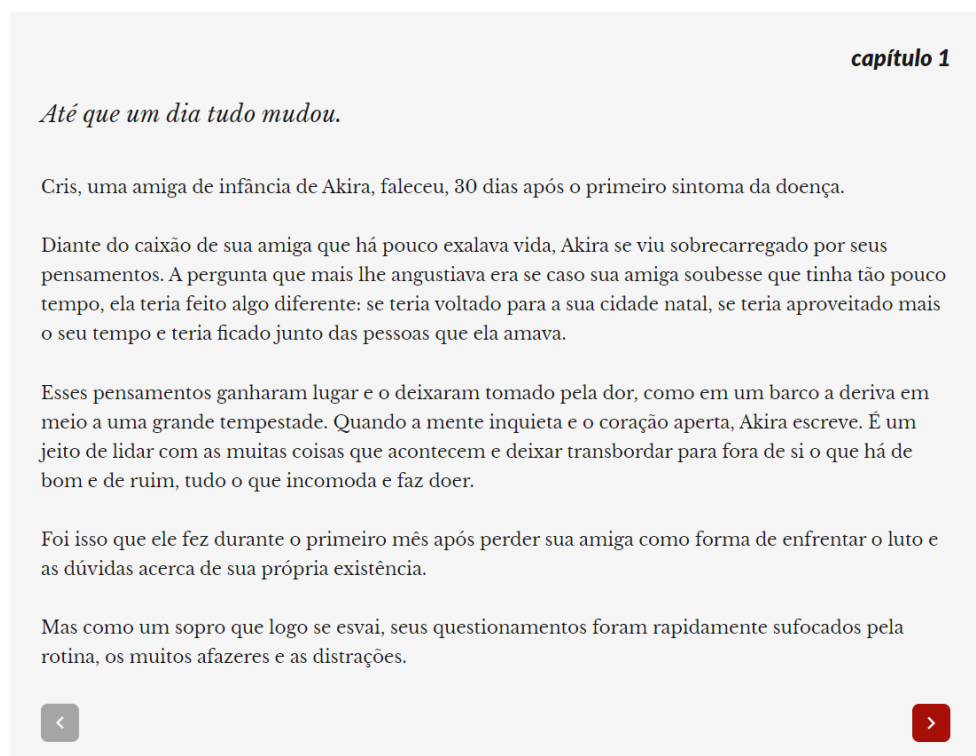 capítulo 1
Até que um dia tudo mudou.
Cris, uma amiga de infância de Akira, faleceu, 30 dias após o primeiro sintoma da doença.
Diante do caixão de sua amiga que há pouco exalava vida, Akira se viu sobrecarregado por seus
pensamentos. A pergunta que mais lhe angustiava era se caso sua amiga soubesse que tinha tão pouco
tempo, ela teria feito algo diferente: se teria voltado para a sua cidade natal, se teria aproveitado mais
o seu tempo e teria ficado junto das pessoas que ela amava.
Esses pensamentos ganharam lugar e o deixaram tomado pela dor, como em um barco a deriva em
meio a uma grande tempestade. Quando a mente inquieta e o coração aperta, Akira escreve. É um
jeito de lidar com as muitas coisas que acontecem e deixar transbordar para fora de si o que há de
bom e de ruim, tudo o que incomoda e faz doer.
Foi isso que ele fez durante o primeiro mês após perder sua amiga como forma de enfrentar o luto e
as dúvidas acerca de sua própria existência.
Mas como um sopro que logo se esvai, seus questionamentos foram rapidamente sufocados pela
rotina, os muitos afazeres e as distrações.